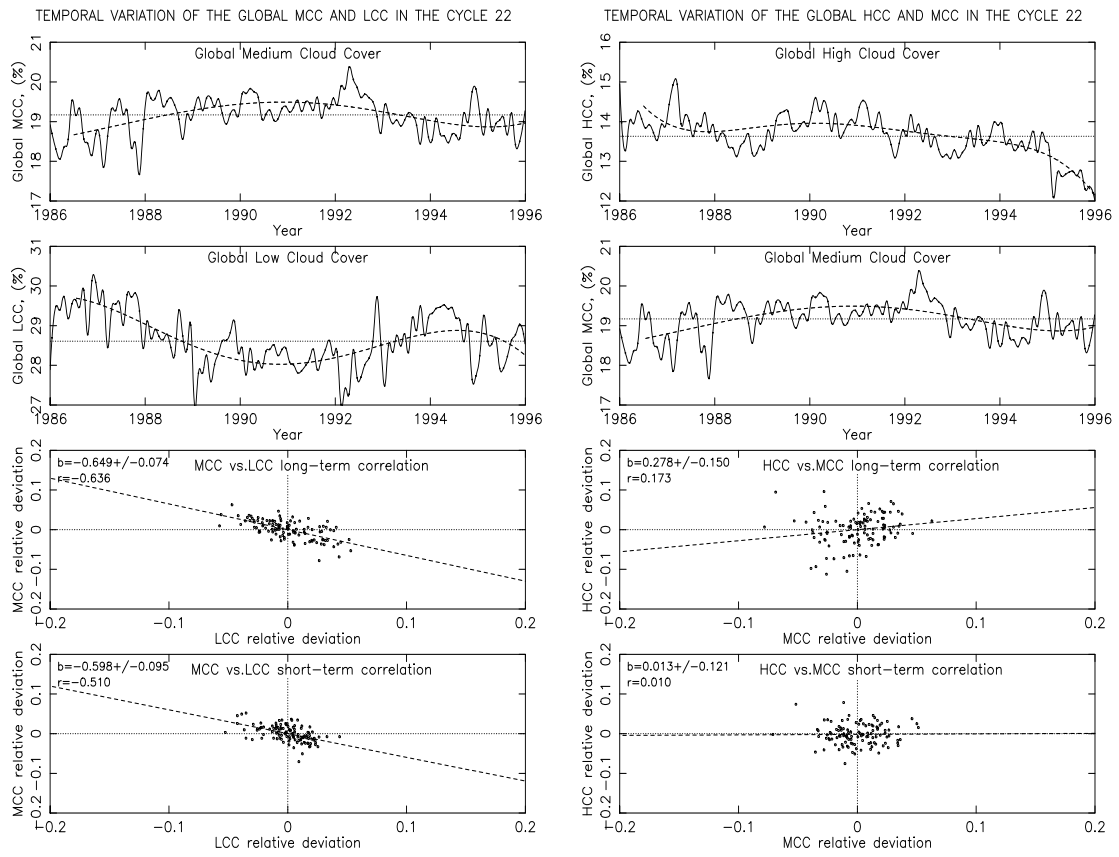 TEMPORAL VARIATION OF THE GLOBAL MCC AND LCC IN THE CYCLE 22
Global Medium Cloud Cover
Global MCC, (%)
17 18 19 20 21
1986 1988 1990 1992 1994 1996
Year
Global Low Cloud Cover
Global LCC, (%)
27 28 29 30 31
1986 1988 1990 1992 1994 1996
Year
MCC vs.LCC long-term correlation
b=-0.649+/-0.074
r=-0.636
MCC relative deviation
-0.2 -0.1 0 0.1 0.2
-0.2 -0.1 0 0.1 0.2
LCC relative deviation
MCC vs.LCC short-term correlation
b=-0.598+/-0.095
r=-0.510
MCC relative deviation
-0.2 -0.1 0 0.1 0.2
-0.2 -0.1 0 0.1 0.2
LCC relative deviation
TEMPORAL VARIATION OF THE GLOBAL HCC AND MCC IN THE CYCLE 22
Global High Cloud Cover
Global HCC, (%)
12 13 14 15 16
1986 1988 1990 1992 1994 1996
Year
Global Medium Cloud Cover
Global MCC, (%)
17 18 19 20 21
1986 1988 1990 1992 1994 1996
Year
HCC vs.MCC long-term correlation
b=0.278+/-0.150
r=0.173
HCC relative deviation
-0.2 -0.1 0 0.1 0.2
-0.2 -0.1 0 0.1 0.2
MCC relative deviation
HCC vs.MCC short-term correlation
b=0.013+/-0.121
r=0.010
HCC relative deviation
-0.2 -0.1 0 0.1 0.2
-0.2 -0.1 0 0.1 0.2
MCC relative deviation